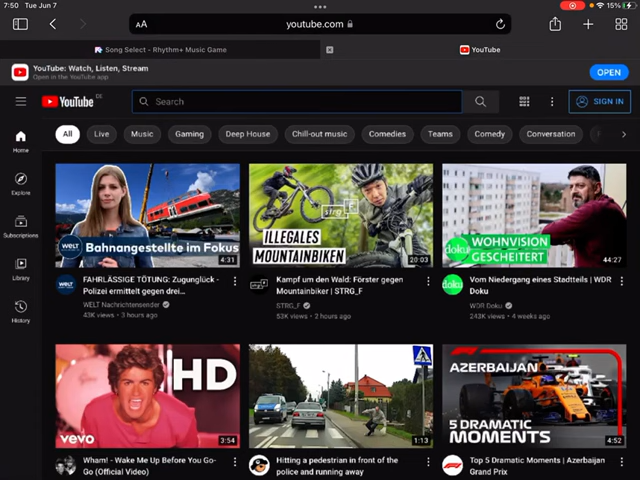 7:50 Tue Jun 7
15%
AA
youtube.com
Song Select - Rhythm+ Music Game
YouTube
YouTube: Watch, Listen, Stream
Open in the YouTube app
OPEN
YouTube
Search
SIGN IN
All
Live
Music
Gaming
Deep House
Chill-out music
Comedies
Teams
Comedy
Conversation
Home
Explore
Subscriptions
Library
History
WELT
Bahnangestellte im Fokus
4:31
strg_F
ILLEGALES
MOUNTAINBIKEN
20:03
doku
WOHNVISION
GESCHEITERT
44:27
WELT
FAHRLÄSSIGE TÖTUNG: Zugunglück -
Polizei ermittelt gegen drei...
WELT Nachrichtensender
43K views • 3 hours ago
Kampf um den Wald: Förster gegen
Mountainbiker | STRG_F
STRG_F
53K views • 2 hours ago
doku
Vom Niedergang eines Stadtteils | WDR
Doku
WDR Doku
243K views • 4 weeks ago
HD
vevo
3:54
1:13
AZERBAIJAN
5 DRAMATIC
MOMENTS
4:52
Wham! - Wake Me Up Before You Go-
Go (Official Video)
Hitting a pedestrian in front of the
police and running away
Top 5 Dramatic Moments | Azerbaijan
Grand Prix